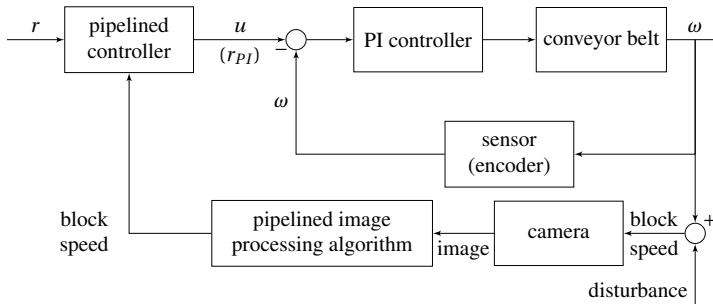 r
pipelined
controller
u
(r_PI)
−
PI controller
conveyor belt
ω
ω
sensor
(encoder)
block
speed
pipelined image
processing algorithm
image
camera
block
speed
+
disturbance